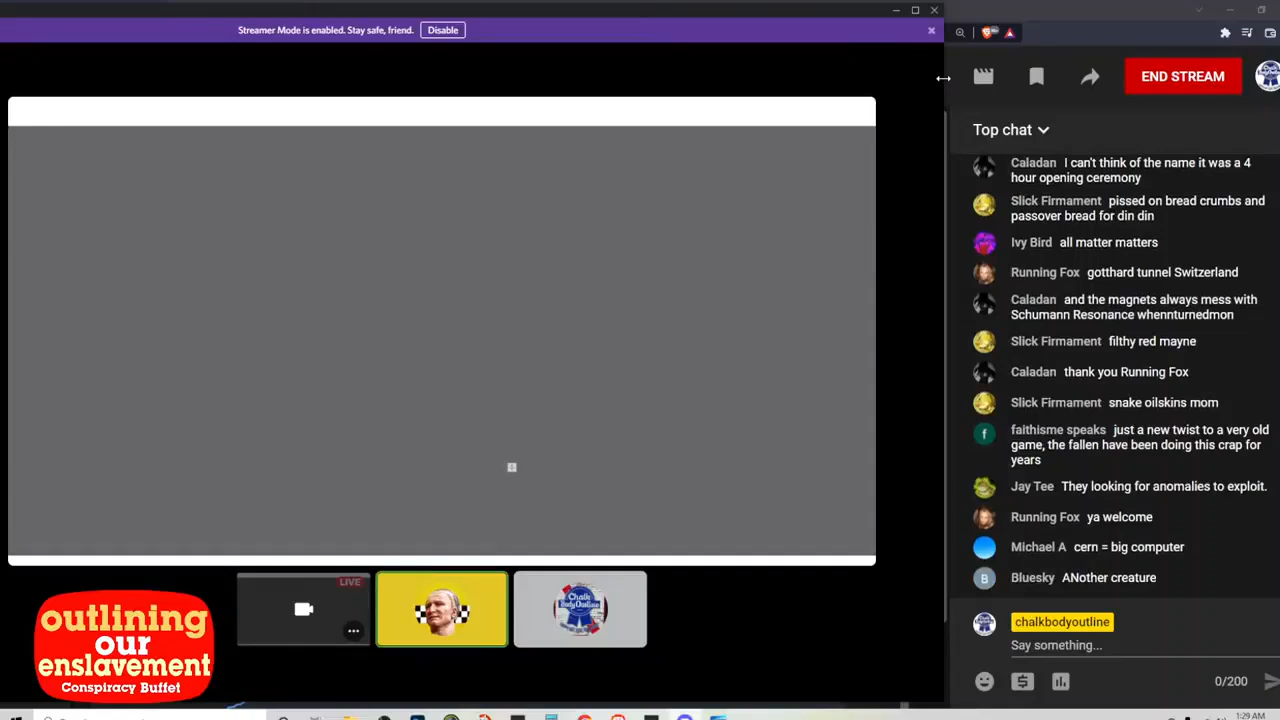 Streamer Mode is enabled. Stay safe, friend.
Disable
END STREAM
Top chat
Caladan I can't think of the name it was a 4
hour opening ceremony
Slick Firmament pissed on bread crumbs and
passover bread for din din
Ivy Bird all matter matters
Running Fox gotthard tunnel Switzerland
Caladan and the magnets always mess with
Schumann Resonance whennturnedmon
Slick Firmament filthy red mayne
Caladan thank you Running Fox
Slick Firmament snake oilskins mom
f
faithisme speaks just a new twist to a very old
game, the fallen have been doing this crap for
years
Jay Tee They looking for anomalies to exploit.
Running Fox ya welcome
Michael A cern = big computer
B
Bluesky ANother creature
LIVE
Chalk
Body Outline
outlining
our
enslavement
Conspiracy Buffet
chalkbodyoutline
Say something...
0/200
1:29 AM